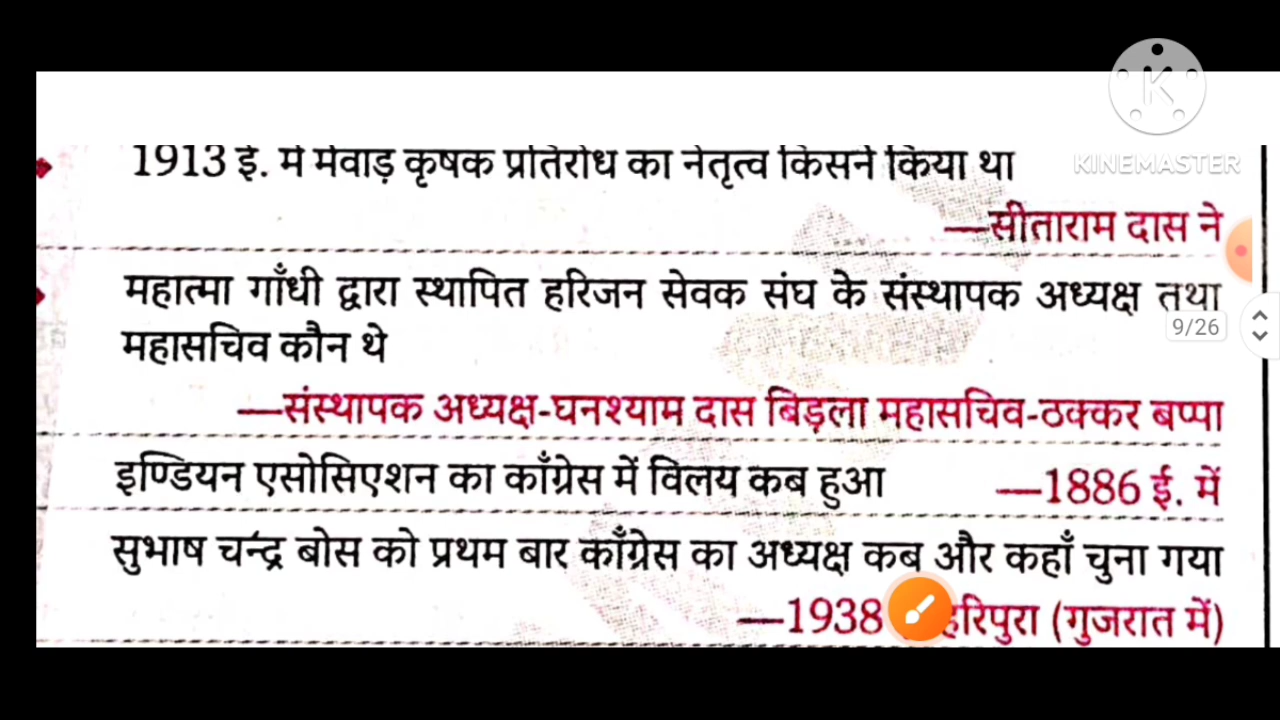 KINEMASTER
1913 ई. में मेवाड़ कृषक प्रतिरोध का नेतृत्व किसने किया था
—सीताराम दास ने
महात्मा गाँधी द्वारा स्थापित हरिजन सेवक संघ के संस्थापक अध्यक्ष तथा
9/26
महासचिव कौन थे
—संस्थापक अध्यक्ष-घनश्याम दास बिड़ला महासचिव-ठक्कर बप्पा
इण्डियन एसोसिएशन का काँग्रेस में विलय कब हुआ —1886 ई. में
सुभाष चन्द्र बोस को प्रथम बार काँग्रेस का अध्यक्ष कब और कहाँ चुना गया
—1938 हरिपुरा (गुजरात में)